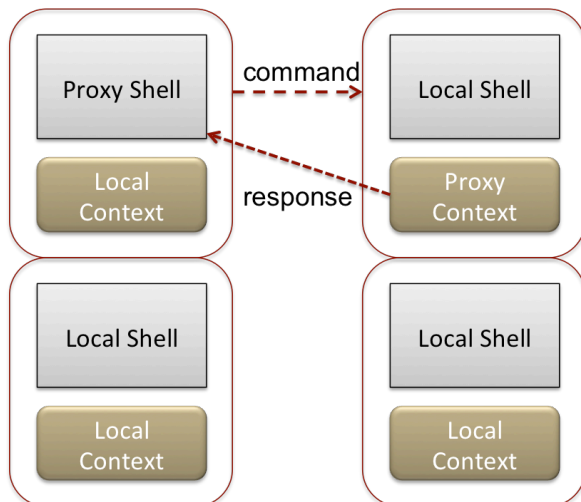 command
Proxy Shell
Local Shell
Local
Context
response
Proxy
Context
Local Shell
Local Shell
Local
Context
Local
Context